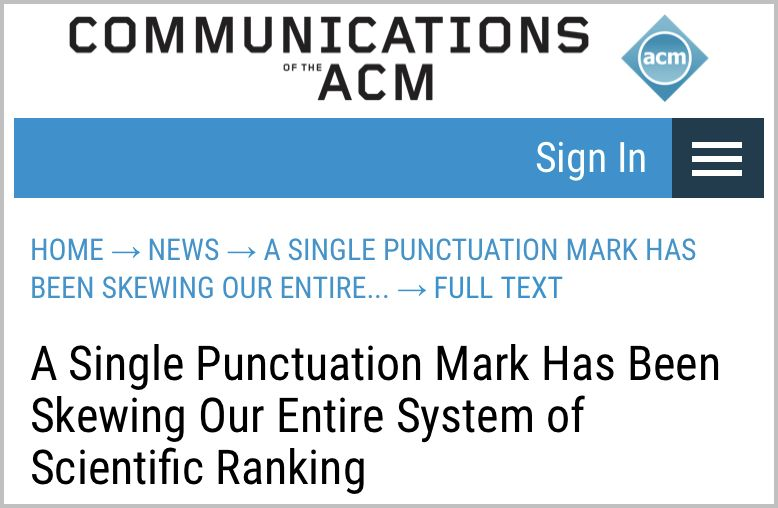 COMMUNICATIONS
OF THE ACM
acm
Sign In
HOME → NEWS → A SINGLE PUNCTUATION MARK HAS
BEEN SKEWING OUR ENTIRE... → FULL TEXT
A Single Punctuation Mark Has Been
Skewing Our Entire System of
Scientific Ranking